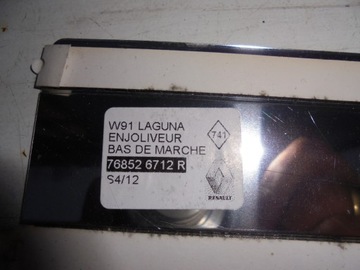 W91 LAGUNA
ENJOLIVEUR
BAS DE MARCHE
76852 6712 R
S4/12
741
RENAULT